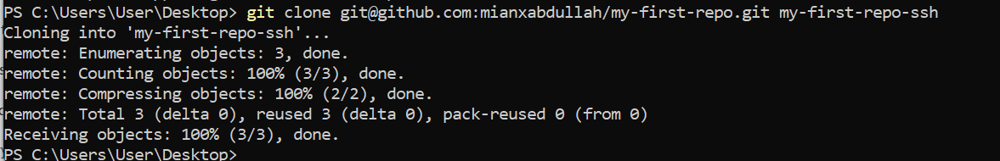 PS C:\Users\User\Desktop> git clone git@github.com:mianxabdullah/my-first-repo.git my-first-repo-ssh
Cloning into 'my-first-repo-ssh'...
remote: Enumerating objects: 3, done.
remote: Counting objects: 100% (3/3), done.
remote: Compressing objects: 100% (2/2), done.
remote: Total 3 (delta 0), reused 3 (delta 0), pack-reused 0 (from 0)
Receiving objects: 100% (3/3), done.
PS C:\Users\User\Desktop>